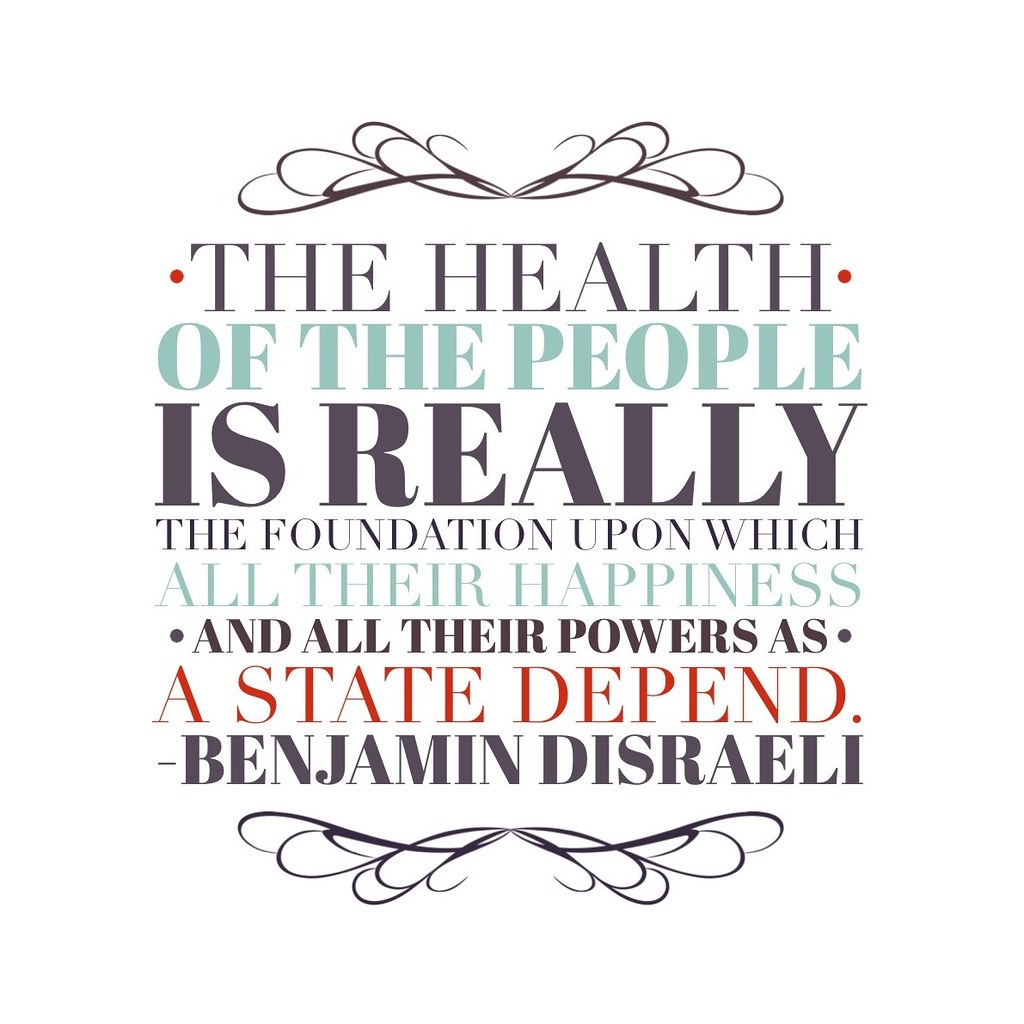 •THE HEALTH•
OF THE PEOPLE
IS REALLY
THE FOUNDATION UPON WHICH
ALL THEIR HAPPINESS
•AND ALL THEIR POWERS AS•
A STATE DEPEND.
-BENJAMIN DISRAELI